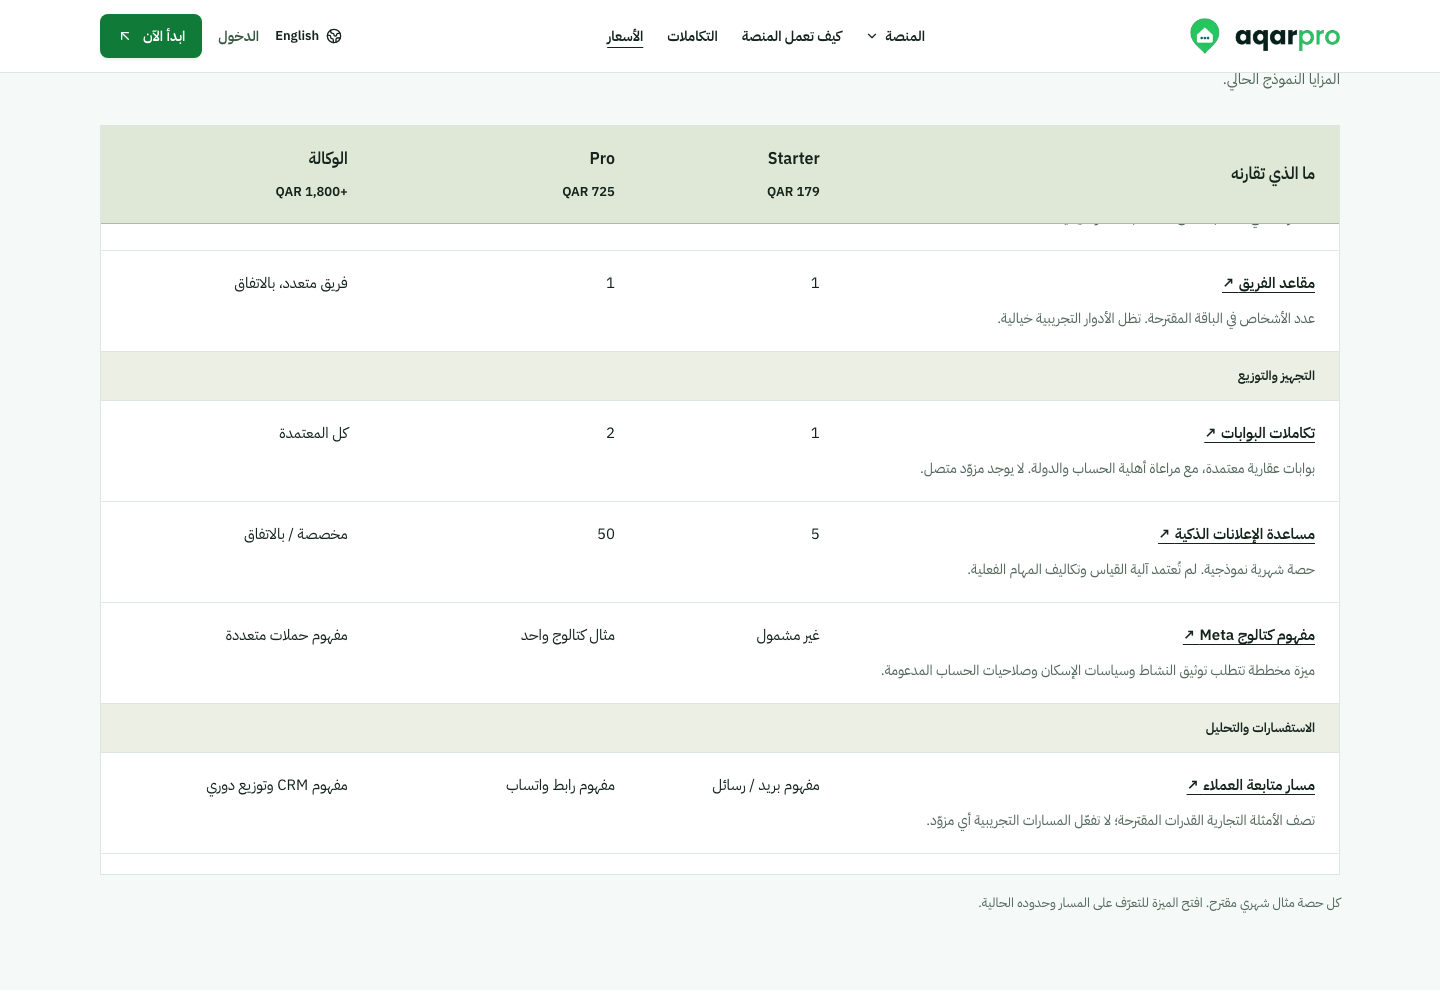 aqarpro
المنصة
كيف تعمل المنصة
التكاملات
الأسعار
English
الدخول
ابدأ الآن
المزايا النموذج الحالي.
ما الذي تقارنه
Starter
QAR 179
Pro
QAR 725
الوكالة
QAR 1,800+
مقاعد الفريق ↗
1
1
فريق متعدد، بالاتفاق
عدد الأشخاص في الباقة المقترحة. تظل الأدوار التجريبية خيالية.
التجهيز والتوزيع
تكاملات البوابات ↗
1
2
كل المعتمدة
بوابات عقارية معتمدة، مع مراعاة أهلية الحساب والدولة. لا يوجد مزوّد متصل.
مساعدة الإعلانات الذكية ↗
5
50
مخصصة / بالاتفاق
حصة شهرية نموذجية. لم تُعتمد آلية القياس وتكاليف المهام الفعلية.
مفهوم كتالوج Meta ↗
غير مشمول
مثال كتالوج واحد
مفهوم حملات متعددة
ميزة مخططة تتطلب توثيق النشاط وسياسات الإسكان وصلاحيات الحساب المدعومة.
الاستفسارات والتحليل
مسار متابعة العملاء ↗
مفهوم بريد / رسائل
مفهوم رابط واتساب
مفهوم CRM وتوزيع دوري
تصف الأمثلة التجارية القدرات المقترحة؛ لا تفعّل المسارات التجريبية أي مزوّد.
كل حصة مثال شهري مقترح. افتح الميزة للتعرّف على المسار وحدوده الحالية.